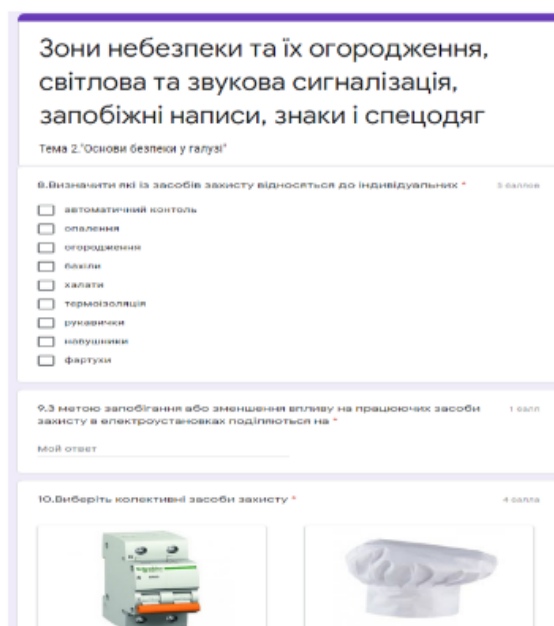 Зони небезпеки та їх огородження,
світлова та звукова сигналізація,
запобіжні написи, знаки і спецодяг
Тема 2."Основи безпеки у галузі"
8.Визначити які із засобів захисту відносяться до індивідуальних *
5 баллов
автоматичний контоль
опалення
огородження
бахіли
халати
термоізоляція
рукавички
навушники
фартухи
9.З метою запобігання або зменшення впливу на працюючих засоби
захисту в електроустановках поділяються на *
1 балл
Мой ответ
10.Виберіть колективні засоби захисту *
4 балла